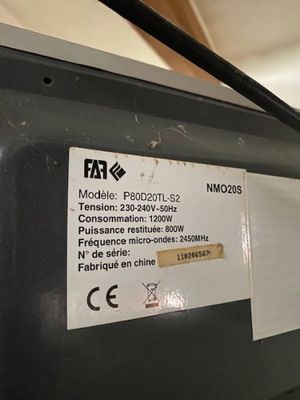 FAR
NMO20S
Modèle: P80D20TL-S2
Tension: 230-240V~50Hz
Consommation: 1200W
Puissance restituée: 800W
Fréquence micro-ondes: 2450MHz
N° de série: 110206567
Fabriqué en chine
CE